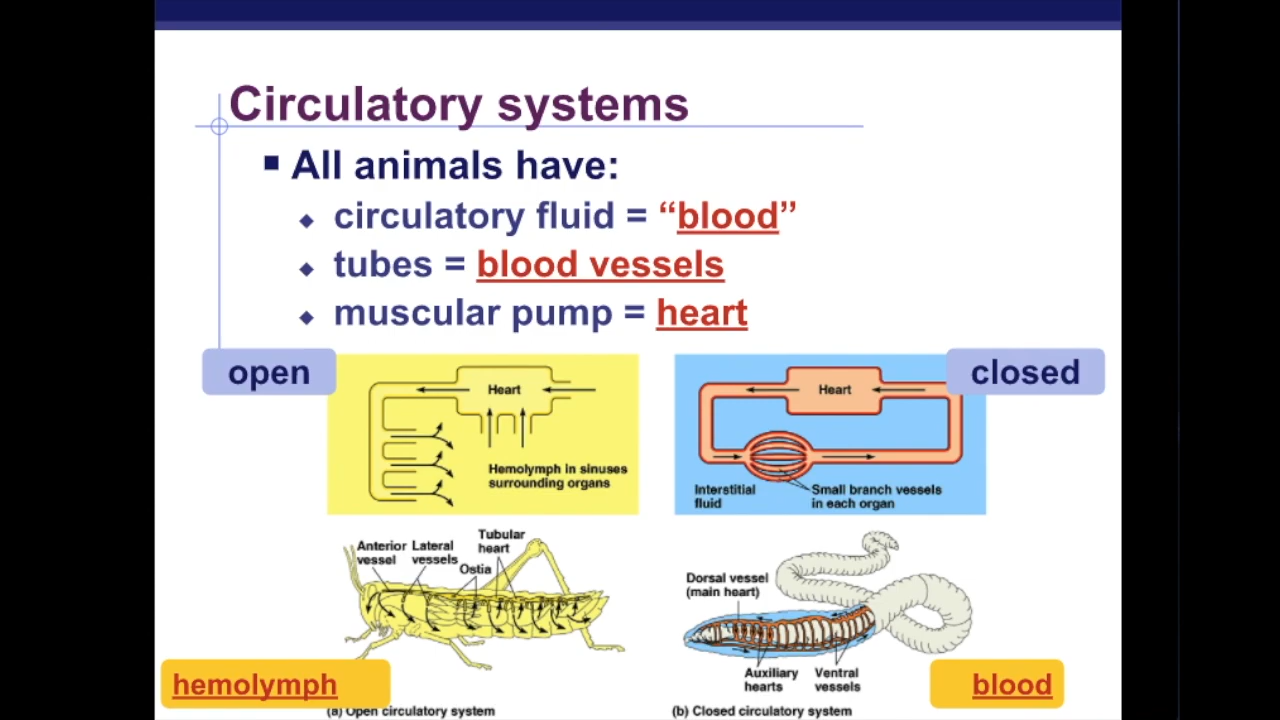 Circulatory systems
All animals have:
circulatory fluid = “blood”
tubes = blood vessels
muscular pump = heart
open
Heart
Hemolymph in sinuses
surrounding organs
closed
Heart
Interstitial
fluid
Small branch vessels
in each organ
Anterior
vessel
Lateral
vessels
Ostia
Tubular
heart
Dorsal vessel
(main heart)
Auxiliary
hearts
Ventral
vessels
hemolymph
blood
(a) Open circulatory system
(b) Closed circulatory system